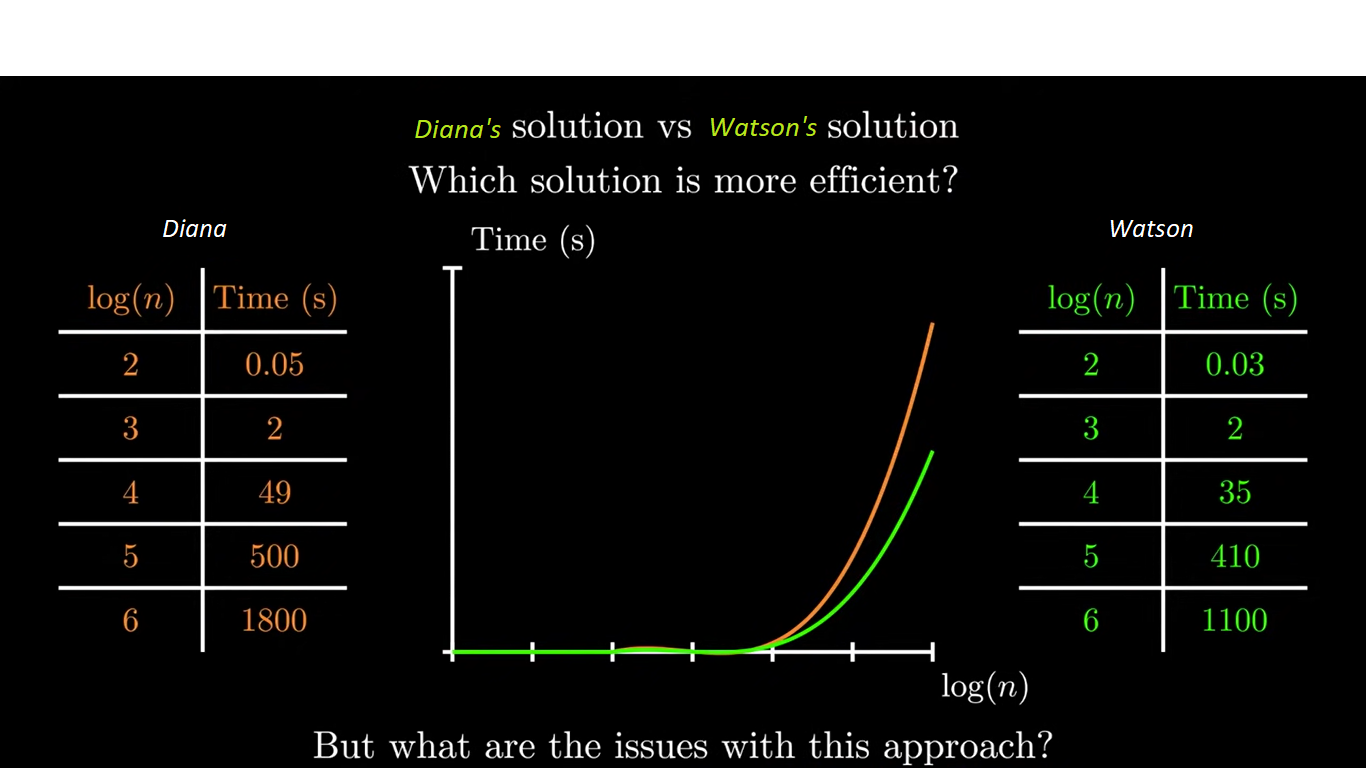 Diana's solution vs Watson's solution
Which solution is more efficient?
Diana
log(n) Time (s)
2 0.05
3 2
4 49
5 500
6 1800
Time (s)
log(n)
Watson
log(n) Time (s)
2 0.03
3 2
4 35
5 410
6 1100
But what are the issues with this approach?